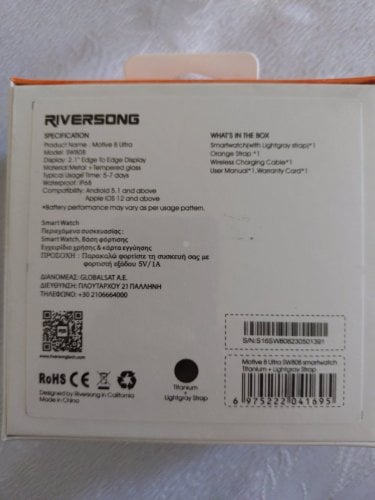 RIVERSONG
SPECIFICATION
Product Name : Motive 8 Ultra
Model: SW808
Display: 2.1" Edge To Edge Display
Material:Metal +Tempered glass
Typical Usage Time: 5-7 days
Waterproof: IP68
Compatibility: Android 5.1 and above
Apple iOS 12 and above
*Battery performance may vary as per usage pattern.
WHAT'S IN THE BOX
Smartwatch(with Lightgray strap)*1
Orange Strap *1
Wireless Charging Cable*1
User Manual*1,Warranty Card*1
Smart Watch
Περιεχόμενα συσκευασίας:
Smart Watch, Βάση φόρτισης
Εγχειρίδιο χρήσης & κάρτα εγγύησης
ΠΡΟΣΟΧΗ : Παρακαλώ φορτίστε τη συσκευή σας με
φορτιστή εξόδου 5V/1A
ΔΙΑΝΟΜΕΑΣ: GLOBALSAT A.E.
ΔΙΕΥΘΥΝΣΗ: ΠΛΟΥΤΑΡΧΟΥ 21 ΠΑΛΛΗΝΗ
ΤΗΛΕΦΩΝΟ: +30 2106664000
www.riversongtech.com
RoHS CE
Designed by Riversong in California
Made in China
Titanium
+
Lightgray Strap
S/N:S16SW808230501391
Motive 8 Ultra SW808 smartwatch
Titanium + Lightgray Strap
6 975222 041695